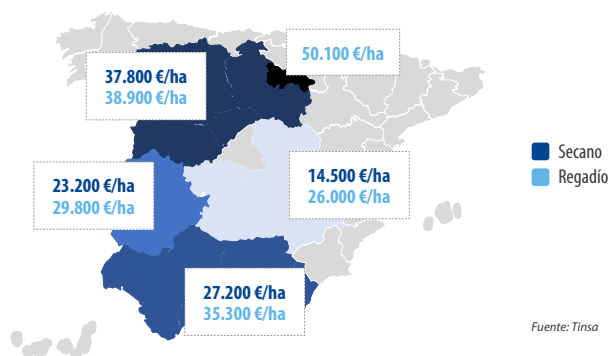 50.100 €/ha
37.800 €/ha
38.900 €/ha
23.200 €/ha
29.800 €/ha
14.500 €/ha
26.000 €/ha
27.200 €/ha
35.300 €/ha
Secano
Regadío
Fuente: Tinsa